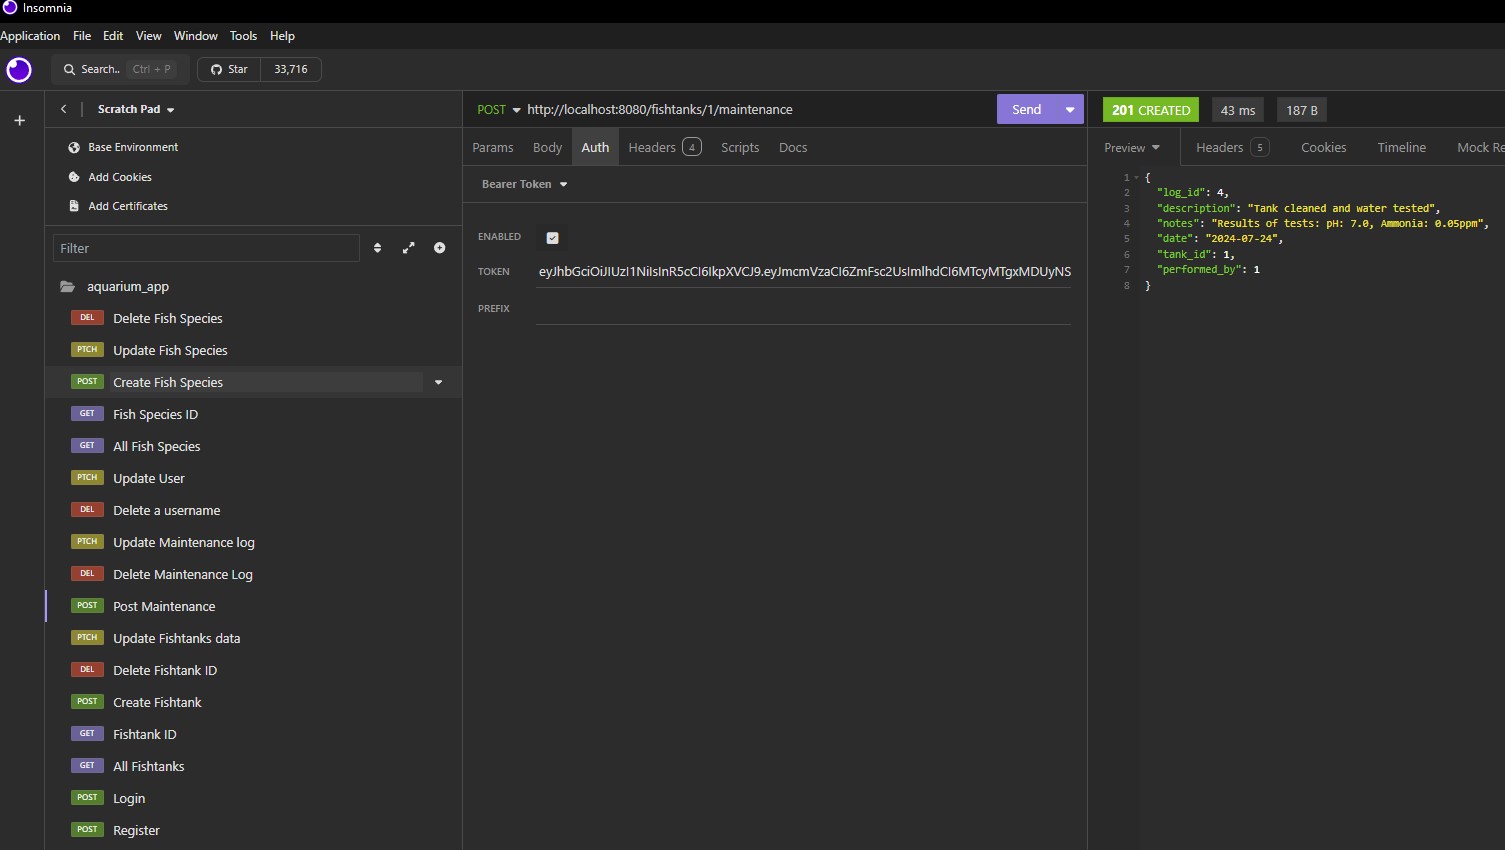 Insomnia
Application File Edit View Window Tools Help
Search.. Ctrl + P Star 33,716
Scratch Pad
Base Environment
Add Cookies
Add Certificates
Filter
aquarium_app
DEL Delete Fish Species
PTCH Update Fish Species
POST Create Fish Species
GET Fish Species ID
GET All Fish Species
PTCH Update User
DEL Delete a username
PTCH Update Maintenance log
DEL Delete Maintenance Log
POST Post Maintenance
PTCH Update Fishtanks data
DEL Delete Fishtank ID
POST Create Fishtank
GET Fishtank ID
GET All Fishtanks
POST Login
POST Register
POST http://localhost:8080/fishtanks/1/maintenance Send
Params Body Auth Headers 4 Scripts Docs
Bearer Token
ENABLED
TOKEN eyJhbGciOiJIUzI1NiIsInR5cCI6IkpXVCJ9.eyJmcmVzaCI6ZmFsc2UsImlhdCI6MTcyMTgxMDUyNS
PREFIX
201 CREATED 43 ms 187 B
Preview Headers 5 Cookies Timeline Mock Re
1 {
2 "log_id": 4,
3 "description": "Tank cleaned and water tested",
4 "notes": "Results of tests: pH: 7.0, Ammonia: 0.05ppm",
5 "date": "2024-07-24",
6 "tank_id": 1,
7 "performed_by": 1
8 }